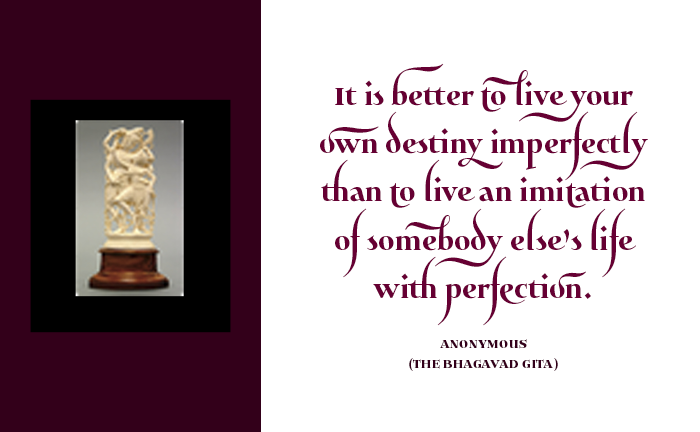 It is better to live your
own destiny imperfectly
than to live an imitation
of somebody else's life
with perfection.
ANONYMOUS
(THE BHAGAVAD GITA)